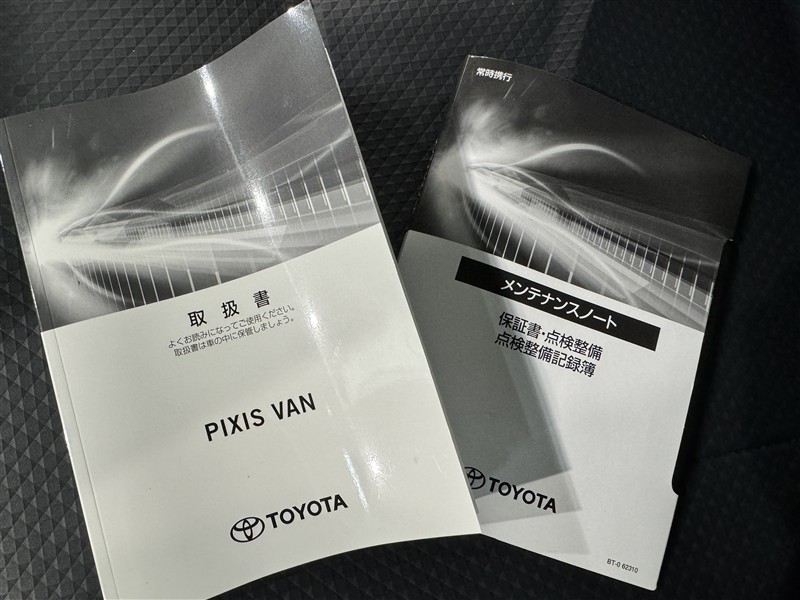 取扱書
よくお読みになってご使用ください。
取扱書は車の中に保管しましょう。
PIXIS VAN
TOYOTA
常時携行
メンテナンスノート
保証書・点検整備
点検整備記録簿
TOYOTA
BT-0 62310